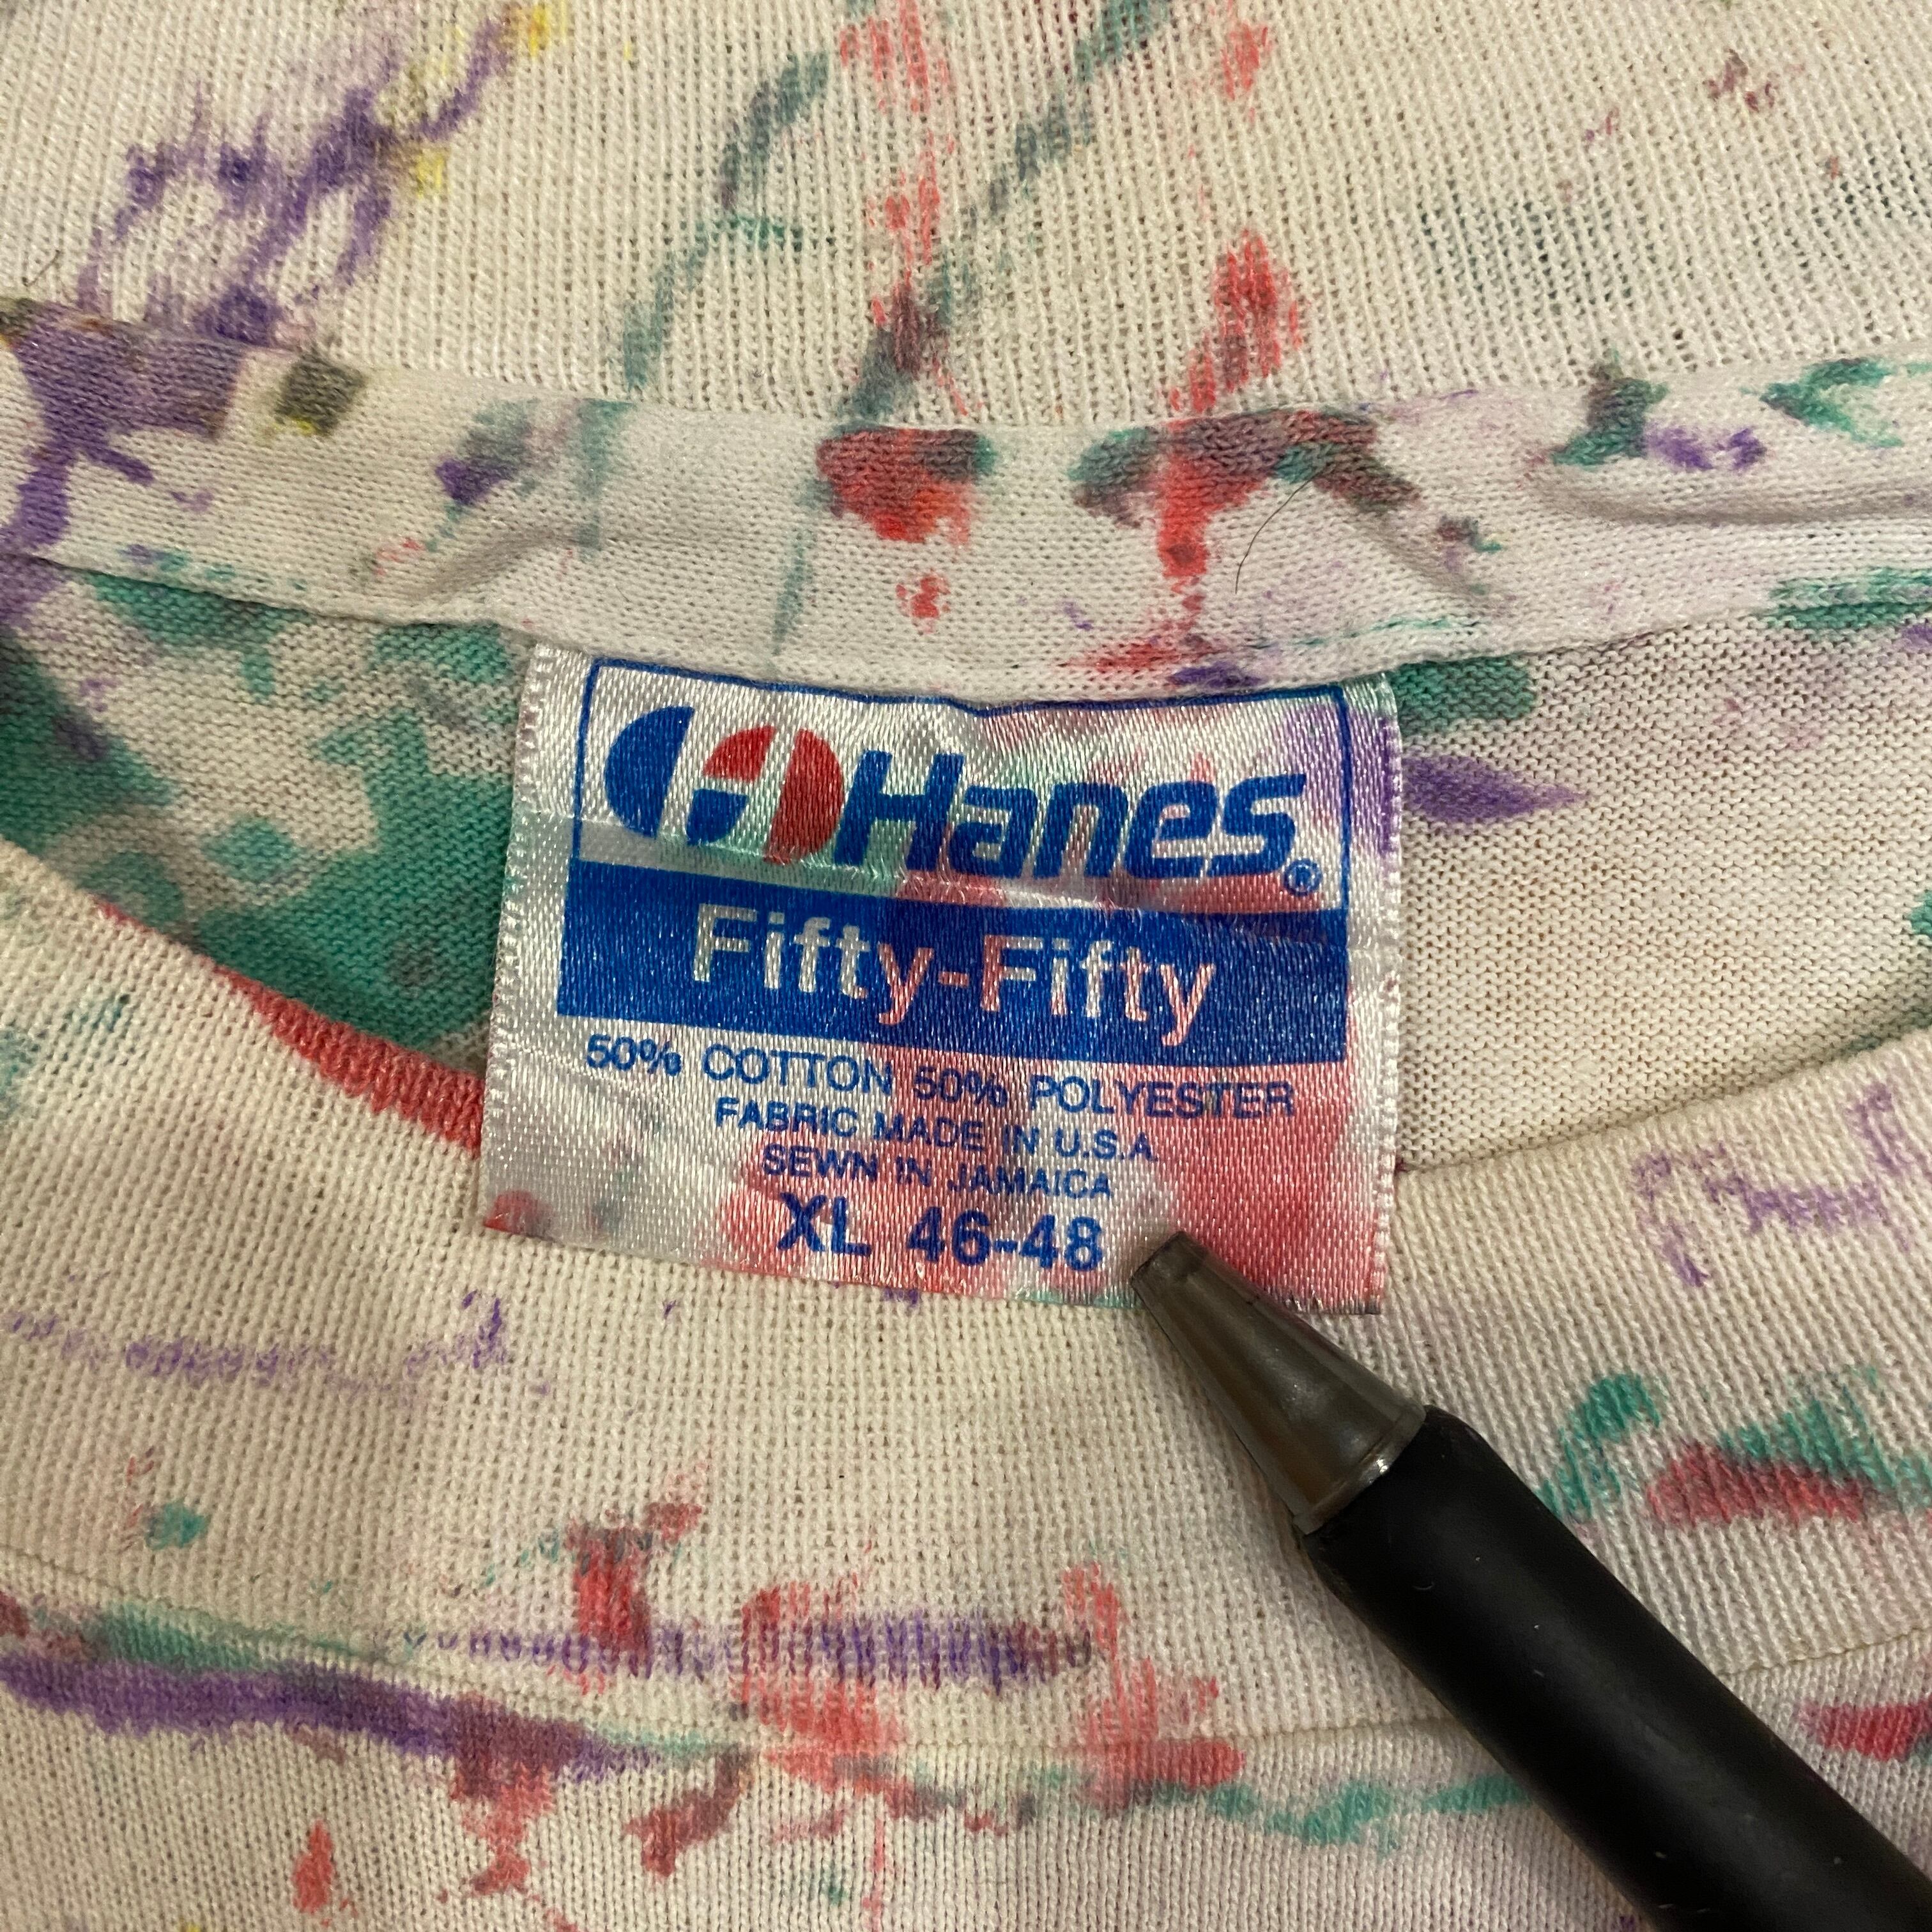 Hanes®
Fifty-Fifty
50% COTTON 50% POLYESTER
FABRIC MADE IN U.S.A.
SEWN IN JAMAICA
XL 46-48